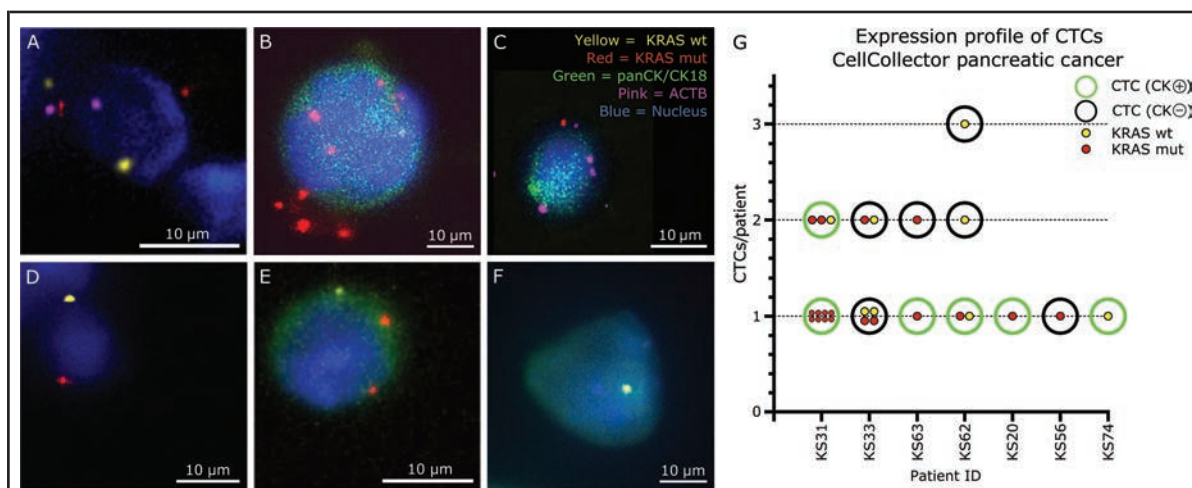 A
10 µm
B
10 µm
C
Yellow = KRAS wt
Red = KRAS mut
Green = panCK/CK18
Pink = ACTB
Blue = Nucleus
10 µm
D
10 µm
E
10 µm
F
10 µm
G
Expression profile of CTCs
CellCollector pancreatic cancer
CTC (CK⊕)
CTC (CK⊖)
KRAS wt
KRAS mut
CTCs/patient
3
2
1
0
KS31
KS33
KS63
KS62
KS20
KS56
KS74
Patient ID